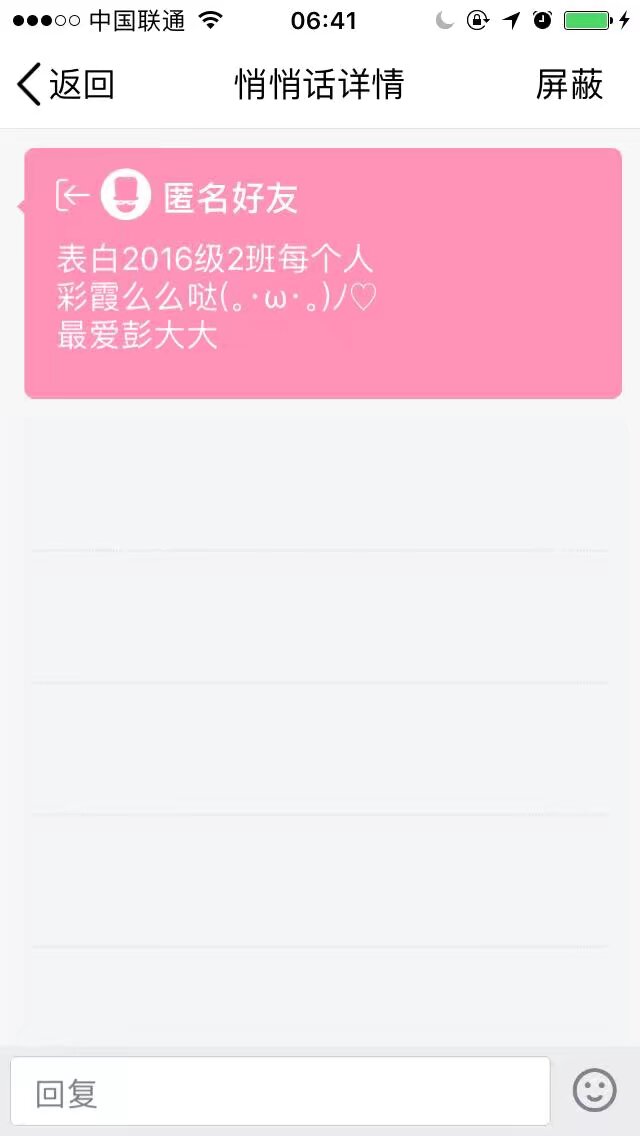 中国联通 06:41
返回 悄悄话详情 屏蔽
匿名好友
表白2016级2班每个人
彩霞么么哒(｡･ω･｡)ﾉ♡
最爱彭大大
回复